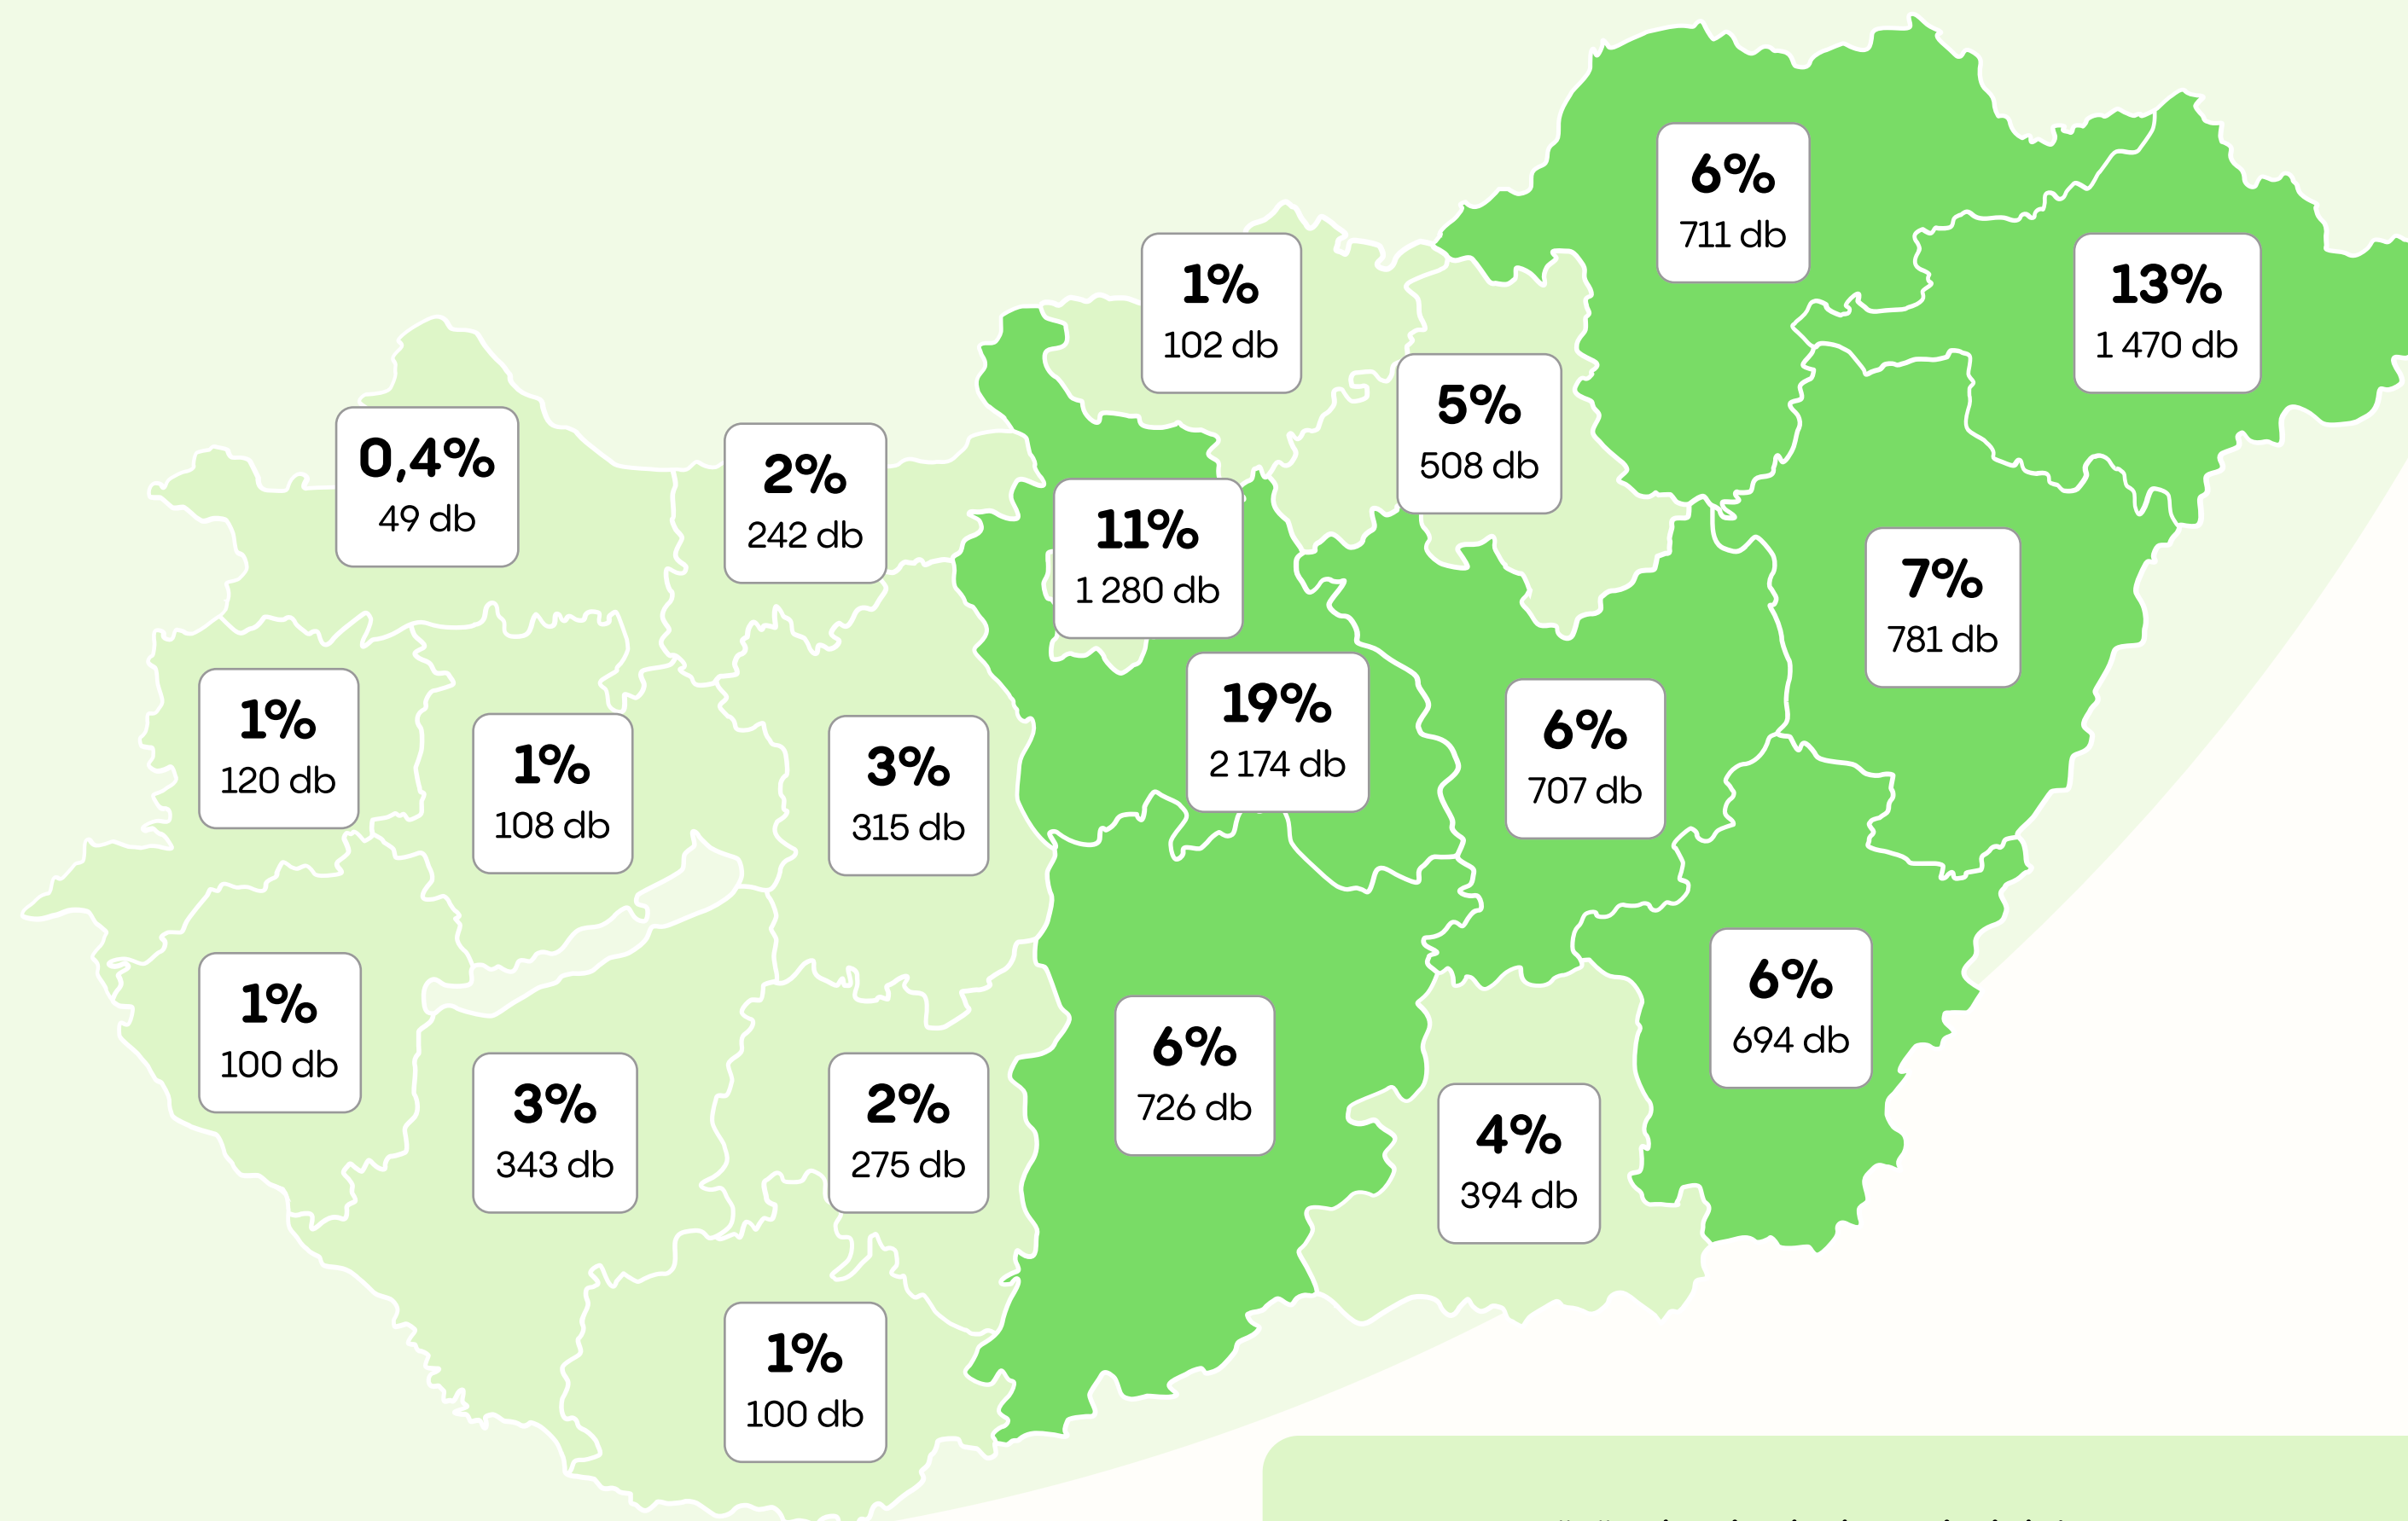 6%
711 db
1%
102 db
13%
1 470 db
5%
508 db
0,4%
49 db
2%
242 db
11%
1 280 db
7%
781 db
1%
120 db
19%
2 174 db
6%
707 db
1%
108 db
3%
315 db
1%
100 db
6%
694 db
6%
726 db
3%
343 db
2%
275 db
4%
394 db
1%
100 db